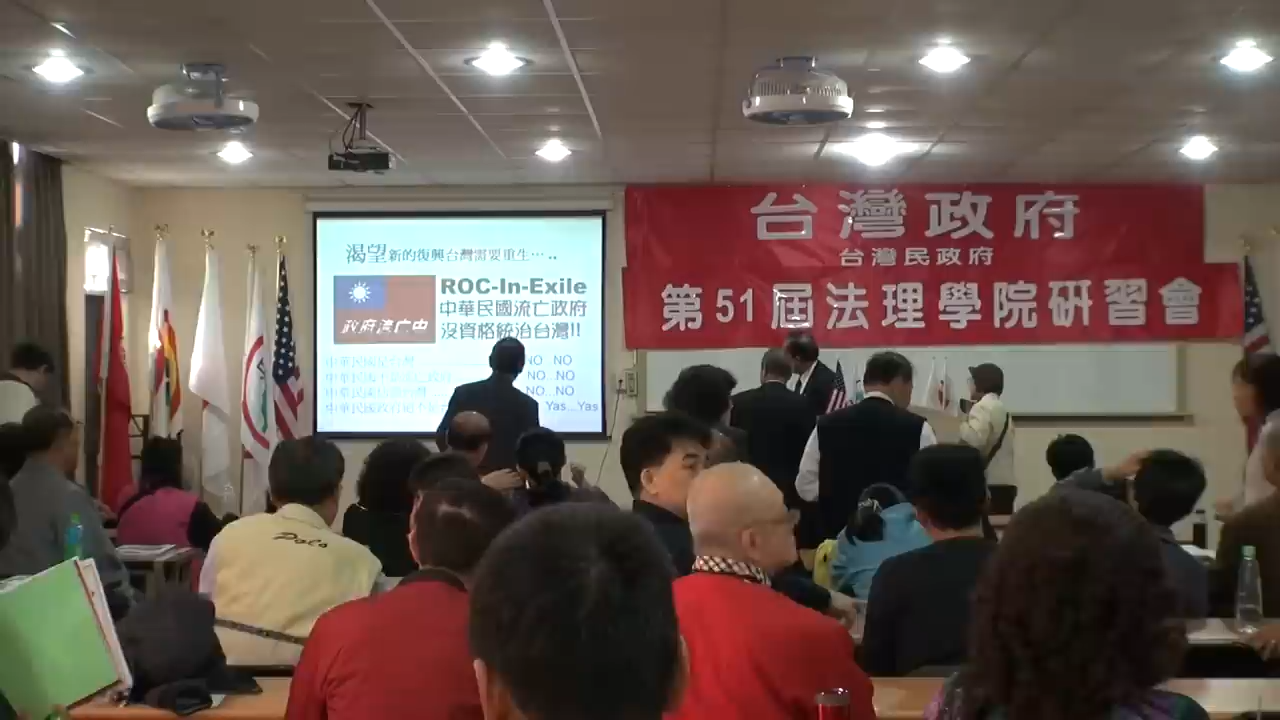 渴望新的復興台灣需要重生⋯..
ROC-In-Exile
中華民國流亡政府
沒資格統治台灣!!
政府流亡中
NO...NO
NO...NO
NO...NO
Yas...Yas
台灣政府
台灣民政府
第51屆法理學院研習會
Polo